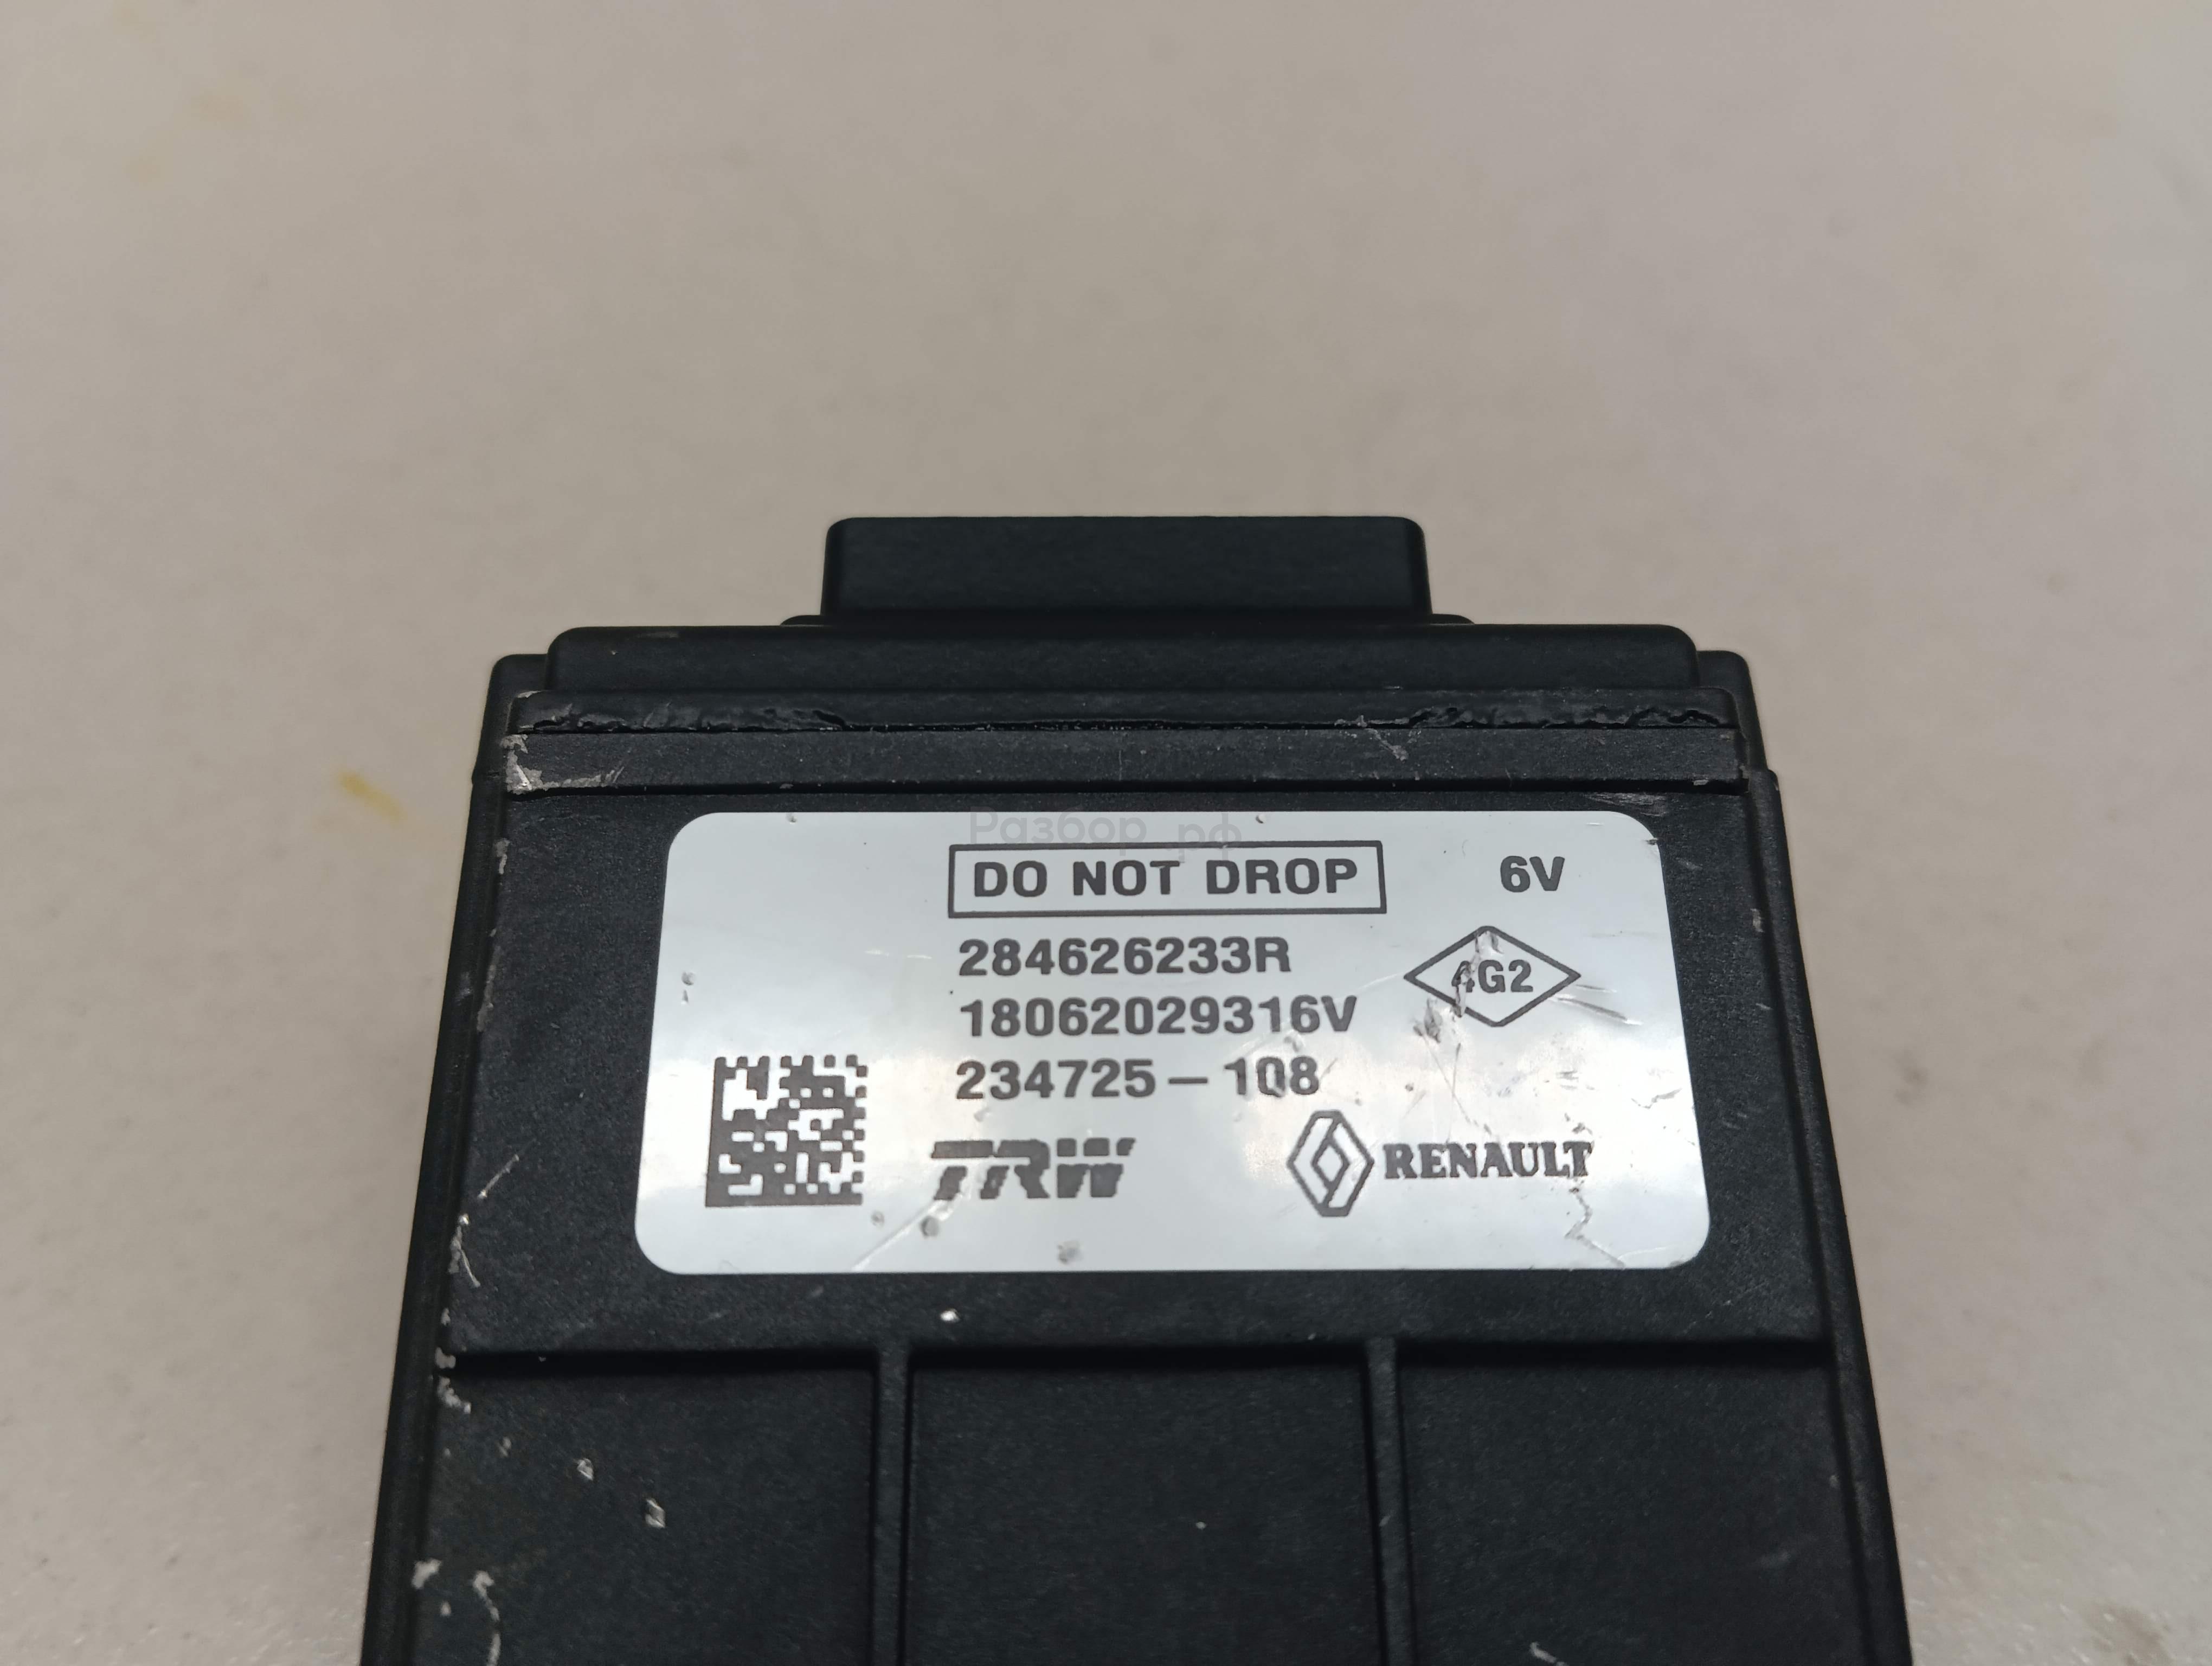 Разбор.рф
DO NOT DROP
6V
284626233R
4G2
18062029316V
234725-108
TRW
RENAULT